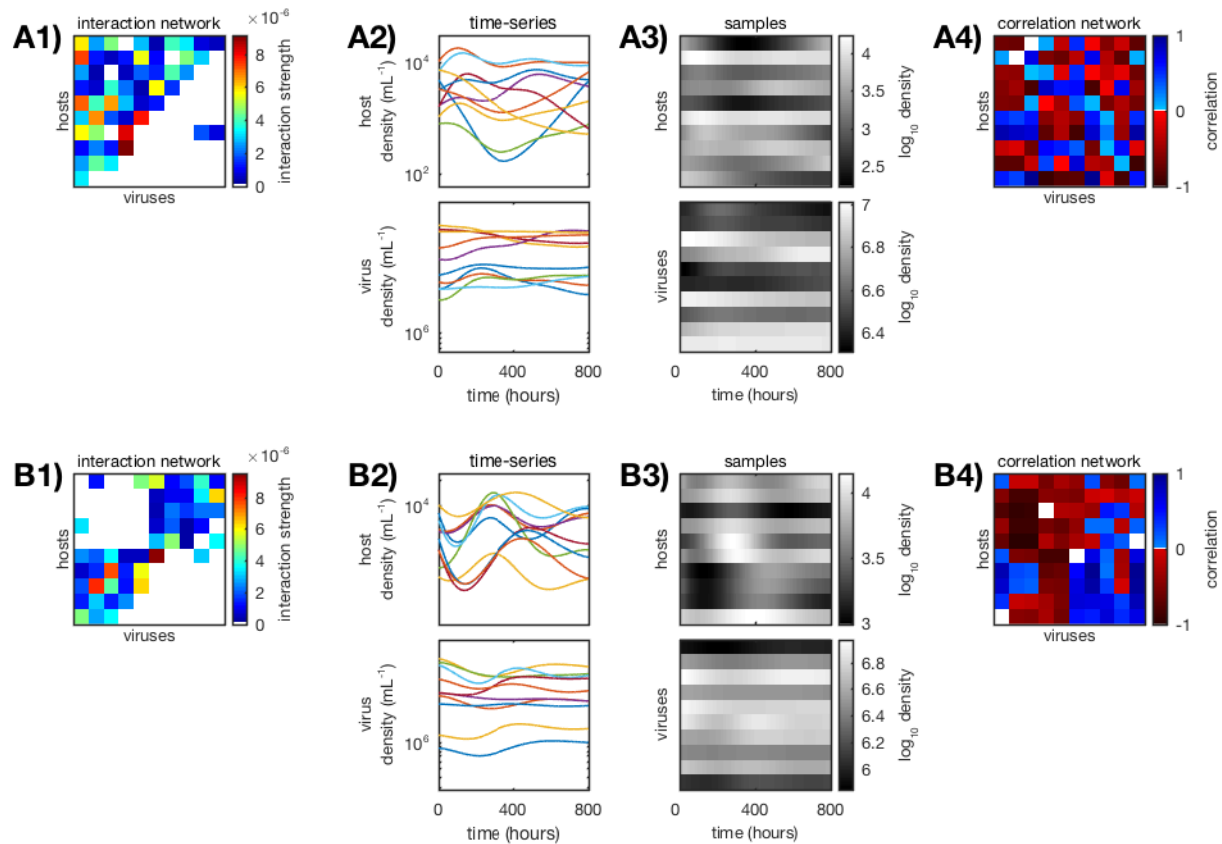 A1)
interaction network
× 10⁻⁶
hosts
viruses
8
6
4
2
0
interaction strength
A2)
time-series
host
density (mL⁻¹)
10⁴
10²
virus
density (mL⁻¹)
10⁶
0
400
800
time (hours)
A3)
samples
hosts
4
3.5
3
2.5
log₁₀ density
viruses
7
6.8
6.6
6.4
log₁₀ density
0
400
800
time (hours)
A4)
correlation network
hosts
viruses
1
0
-1
correlation
B1)
interaction network
× 10⁻⁶
hosts
viruses
8
6
4
2
0
interaction strength
B2)
time-series
host
density (mL⁻¹)
10⁴
virus
density (mL⁻¹)
10⁶
0
400
800
time (hours)
B3)
samples
hosts
4
3.5
3
log₁₀ density
viruses
6.8
6.6
6.4
6.2
6
log₁₀ density
0
400
800
time (hours)
B4)
correlation network
hosts
viruses
1
0
-1
correlation